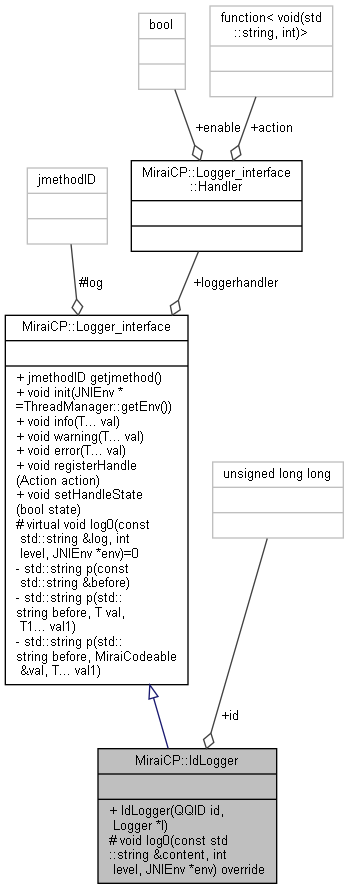 bool
function< void(std
::string, int)>
+enable
+action
jmethodID
MiraiCP::Logger_interface
::Handler
#log
+loggerhandler
MiraiCP::Logger_interface
+ jmethodID getjmethod()
+ void init(JNIEnv *
=ThreadManager::getEnv())
+ void info(T... val)
+ void warning(T... val)
+ void error(T... val)
+ void registerHandle
(Action action)
+ void setHandleState
(bool state)
# virtual void log0(const
std::string &log, int
level, JNIEnv *env)=0
- std::string p(const
std::string &before)
- std::string p(std::
string before, T val,
T1... val1)
- std::string p(std::
string before, MiraiCodeable
&val, T... val1)
unsigned long long
+id
MiraiCP::IdLogger
+ IdLogger(QQID id,
Logger *l)
# void log0(const std
::string &content, int
level, JNIEnv *env) override